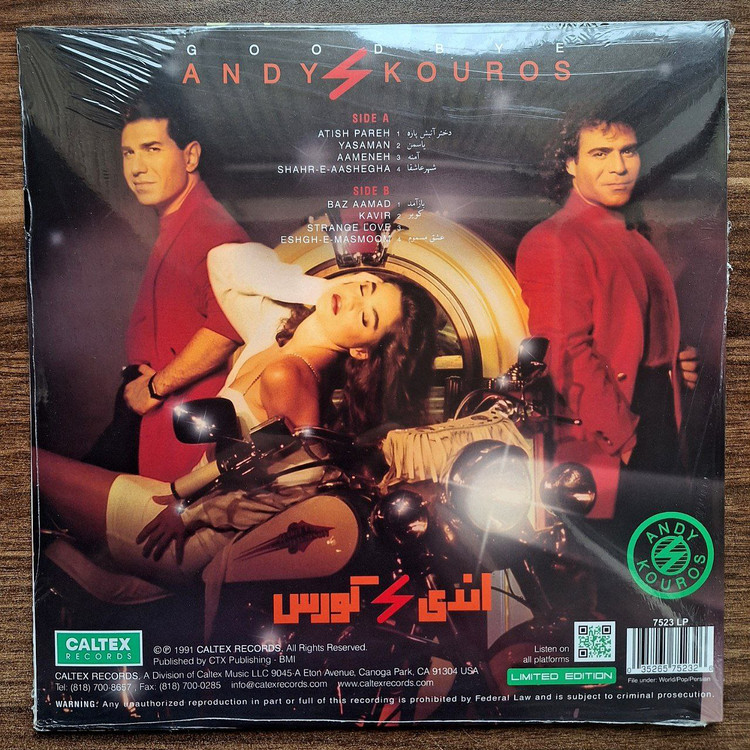 GOODBYE
ANDY KOUROS
SIDE A
ATISH PAREH 1 دختر آتیش پاره
YASAMAN 2 یاسمن
AAMENEH 3 آمنه
SHAHR-E-AASHEGHA 4 شهر عاشقا
SIDE B
BAZ AAMAD 1 باز آمد
KAVIR 2 کویر
STRANGE LOVE 3
ESHGH-E-MASMOOM 4 عشق مسموم
ANDY
KOUROS
اندی کورس
CALTEX
RECORDS
©℗ 1991 CALTEX RECORDS, All Rights Reserved.
Published by CTX Publishing - BMI
CALTEX RECORDS, A Division of Caltex Music LLC 9045-A Eton Avenue, Canoga Park, CA 91304 USA
Tel: (818) 700-8657, Fax: (818) 700-0285 info@caltexrecords.com www.caltexrecords.com
Listen on
all platforms
LIMITED EDITION
7523 LP
0 35265 75232 6
File under: World/Pop/Persian
WARNING: Any unauthorized reproduction in part or full of this recording is prohibited by Federal Law and is subject to criminal prosecution.